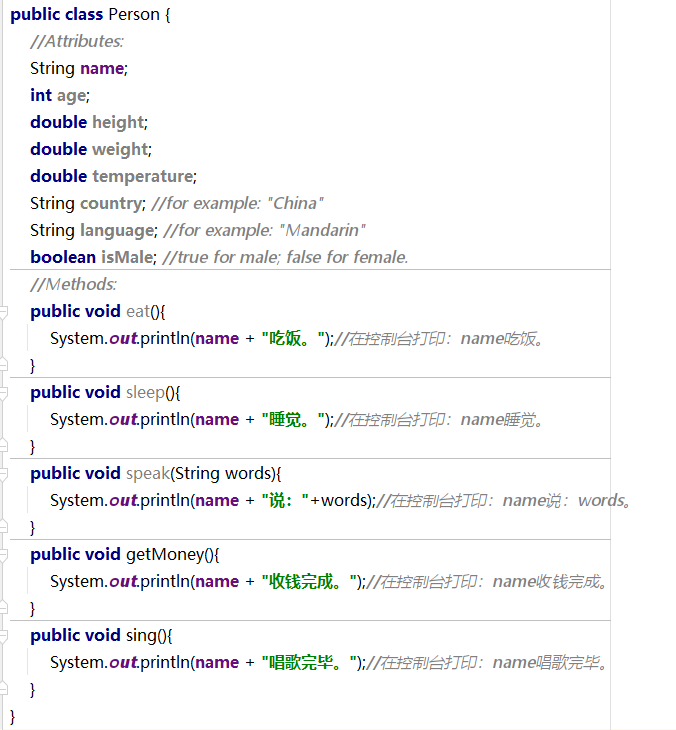 public class Person {
//Attributes:
String name;
int age;
double height;
double weight;
double temperature;
String country; //for example: "China"
String language; //for example: "Mandarin"
boolean isMale; //true for male; false for female.
//Methods:
public void eat(){
System.out.println(name + "吃饭。");//在控制台打印：name吃饭。
}
public void sleep(){
System.out.println(name + "睡觉。");//在控制台打印：name睡觉。
}
public void speak(String words){
System.out.println(name + "说："+words);//在控制台打印：name说：words。
}
public void getMoney(){
System.out.println(name + "收钱完成。");//在控制台打印：name收钱完成。
}
public void sing(){
System.out.println(name + "唱歌完毕。");//在控制台打印：name唱歌完毕。
}
}